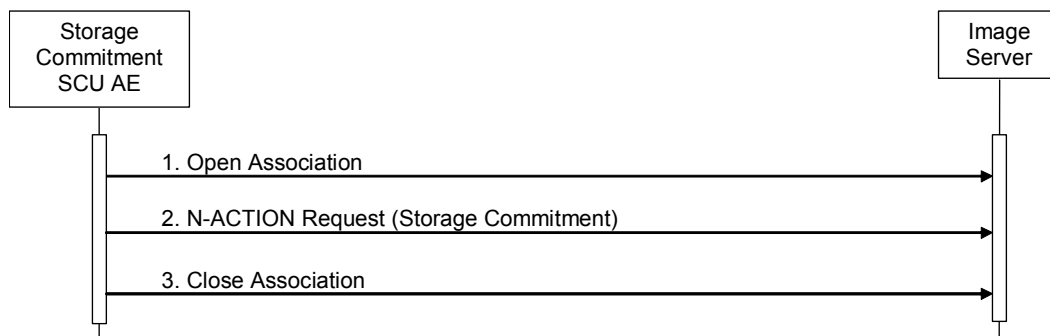 Storage
Commitment
SCU AE
Image
Server
1. Open Association
2. N-ACTION Request (Storage Commitment)
3. Close Association